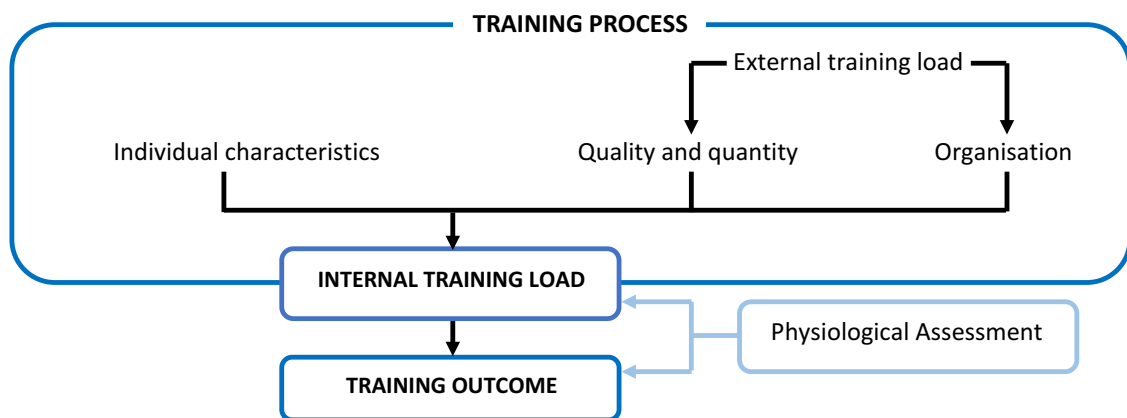 TRAINING PROCESS
External training load
Individual characteristics
Quality and quantity
Organisation
INTERNAL TRAINING LOAD
Physiological Assessment
TRAINING OUTCOME